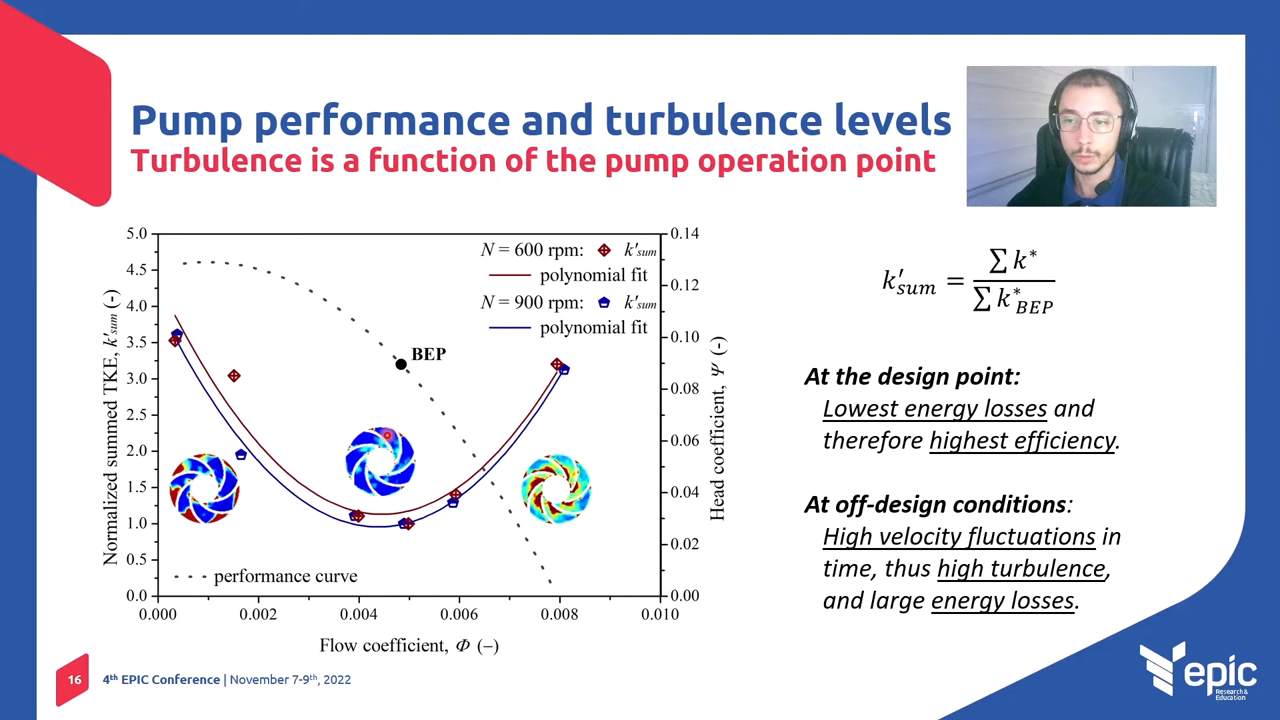 Pump performance and turbulence levels
Turbulence is a function of the pump operation point
5.0
4.5
4.0
3.5
3.0
2.5
2.0
1.5
1.0
0.5
0.0
Normalized summed TKE, k'sum (-)
N = 600 rpm: k'sum
polynomial fit
N = 900 rpm: k'sum
polynomial fit
BEP
performance curve
0.14
0.12
0.10
0.08
0.06
0.04
0.02
0.00
Head coefficient, Ψ (-)
0.000 0.002 0.004 0.006 0.008 0.010
Flow coefficient, Φ (–)
k′sum = ∑ k* / ∑ k*BEP
At the design point:
Lowest energy losses and
therefore highest efficiency.
At off-design conditions:
High velocity fluctuations in
time, thus high turbulence,
and large energy losses.
16
4th EPIC Conference | November 7-9th, 2022
epic
Research &
Education